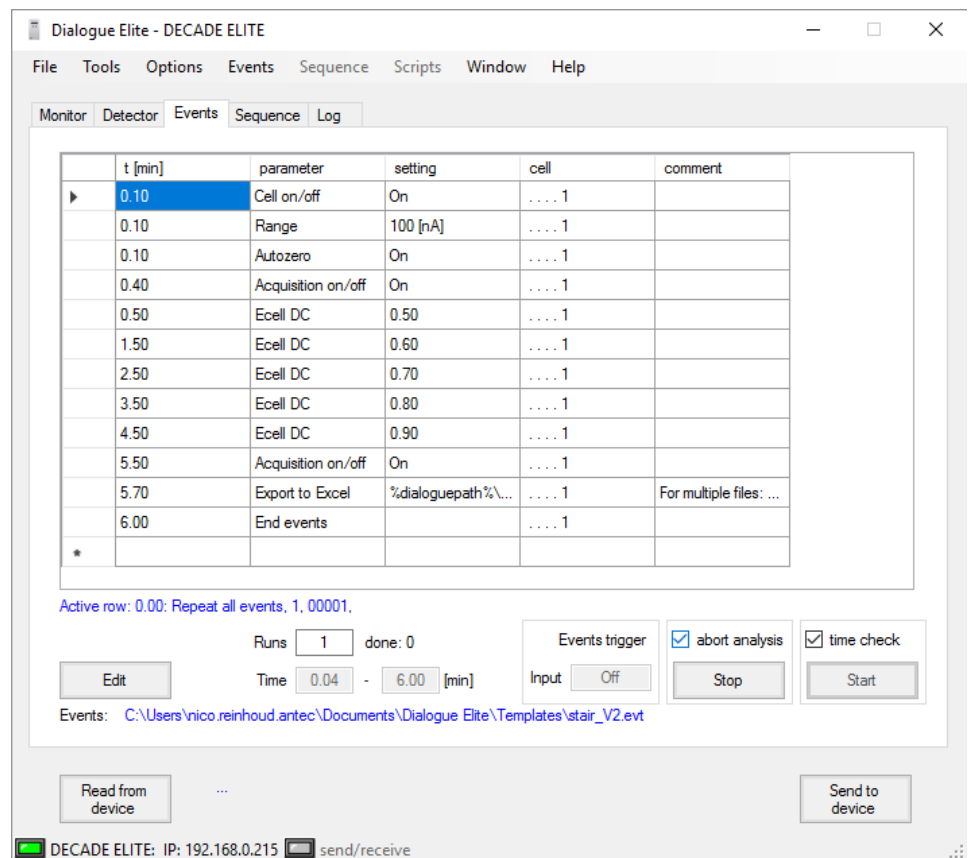 Dialogue Elite - DECADE ELITE
File Tools Options Events Sequence Scripts Window Help
Monitor Detector Events Sequence Log
t [min] parameter setting cell comment
0.10 Cell on/off On . . . . 1
0.10 Range 100 [nA] . . . . 1
0.10 Autozero On . . . . 1
0.40 Acquisition on/off On . . . . 1
0.50 Ecell DC 0.50 . . . . 1
1.50 Ecell DC 0.60 . . . . 1
2.50 Ecell DC 0.70 . . . . 1
3.50 Ecell DC 0.80 . . . . 1
4.50 Ecell DC 0.90 . . . . 1
5.50 Acquisition on/off On . . . . 1
5.70 Export to Excel %dialoguepath%\... . . . . 1 For multiple files: ...
6.00 End events . . . . 1
*
Active row: 0.00: Repeat all events, 1, 00001,
Runs 1 done: 0 Events trigger abort analysis time check
Edit Time 0.04 - 6.00 [min] Input Off Stop Start
Events: C:\Users\nico.reinhoud.antec\Documents\Dialogue Elite\Templates\stair_V2.evt
Read from device ... Send to device
DECADE ELITE: IP: 192.168.0.215 send/receive